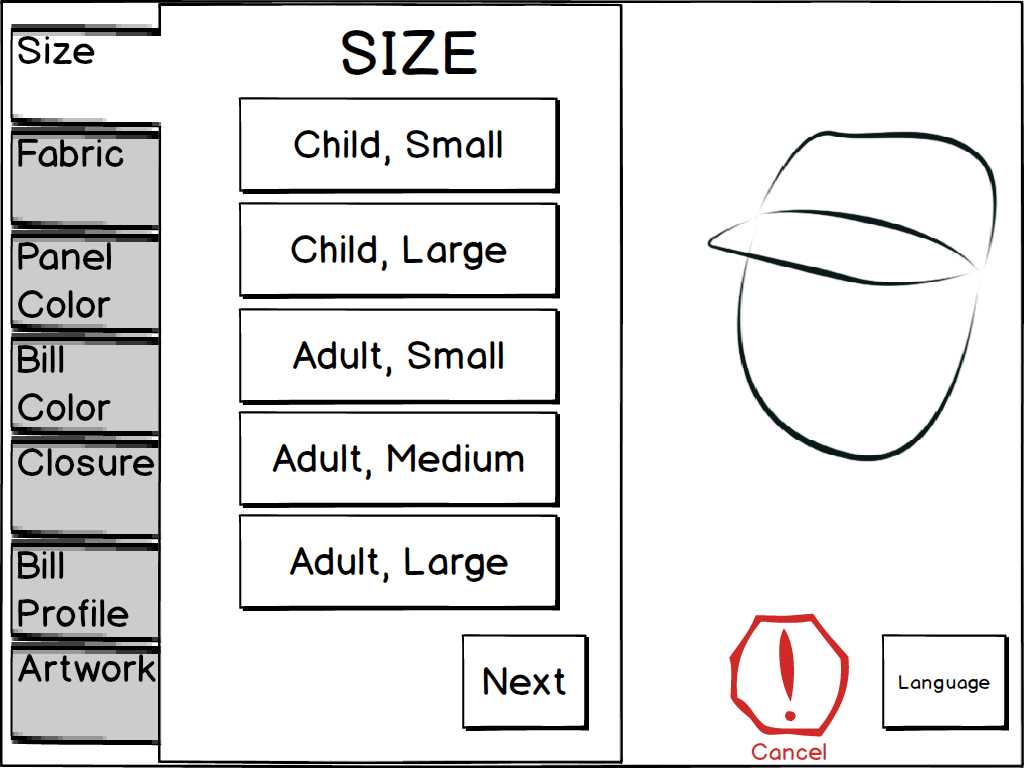 Size
Fabric
Panel
Color
Bill
Color
Closure
Bill
Profile
Artwork
SIZE
Child, Small
Child, Large
Adult, Small
Adult, Medium
Adult, Large
Next
Cancel
Language